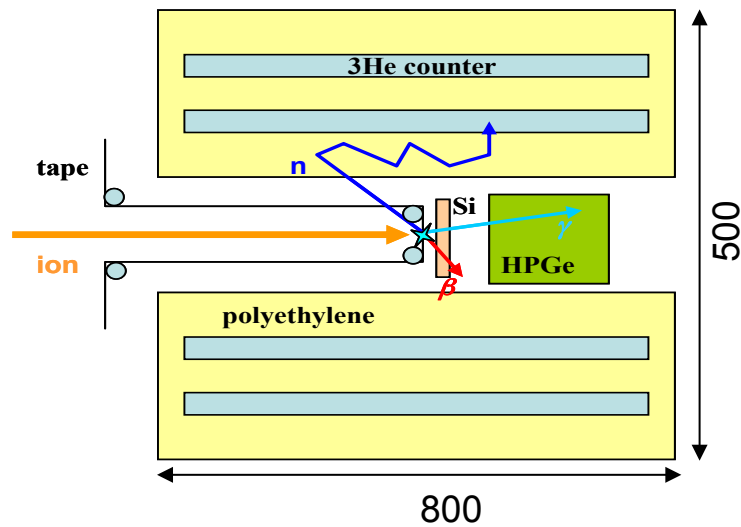 3He counter
tape
n
Si
γ
ion
HPGe
β
polyethylene
500
800